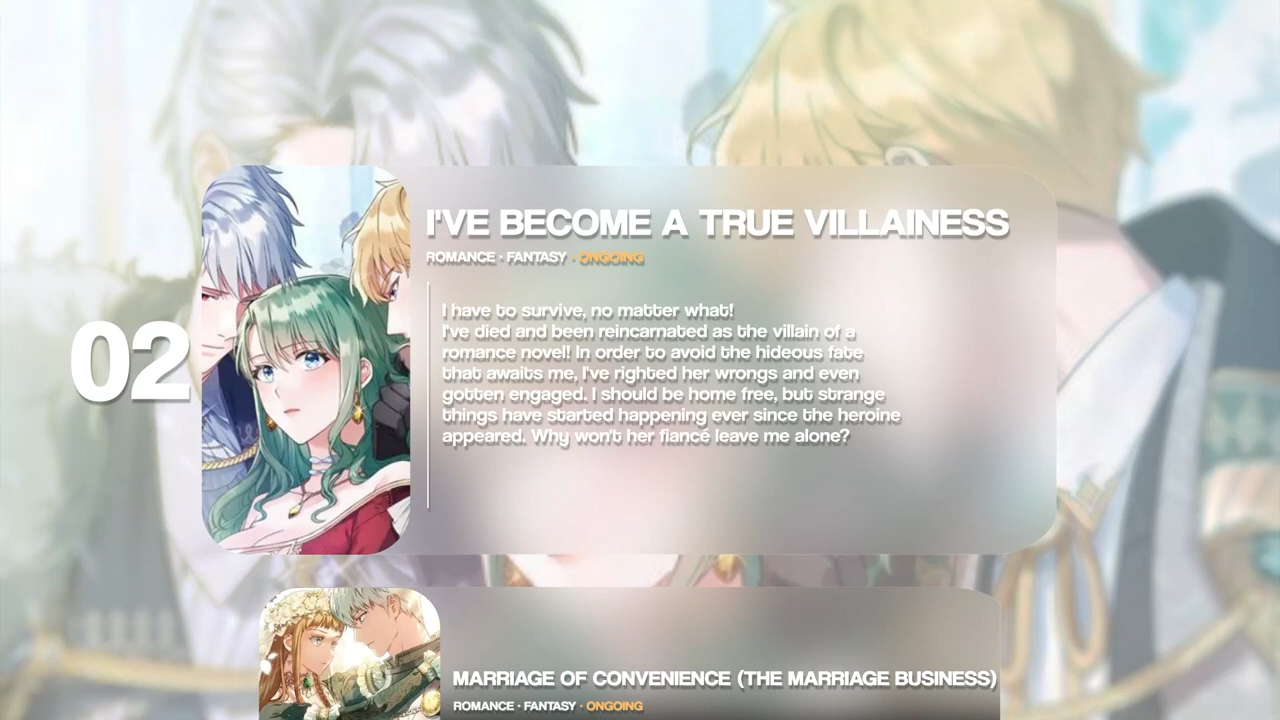 02
I'VE BECOME A TRUE VILLAINESS
ROMANCE · FANTASY · ONGOING
I have to survive, no matter what!
I've died and been reincarnated as the villain of a
romance novel! In order to avoid the hideous fate
that awaits me, I've righted her wrongs and even
gotten engaged. I should be home free, but strange
things have started happening ever since the heroine
appeared. Why won't her fiancé leave me alone?
MARRIAGE OF CONVENIENCE (THE MARRIAGE BUSINESS)
ROMANCE · FANTASY · ONGOING